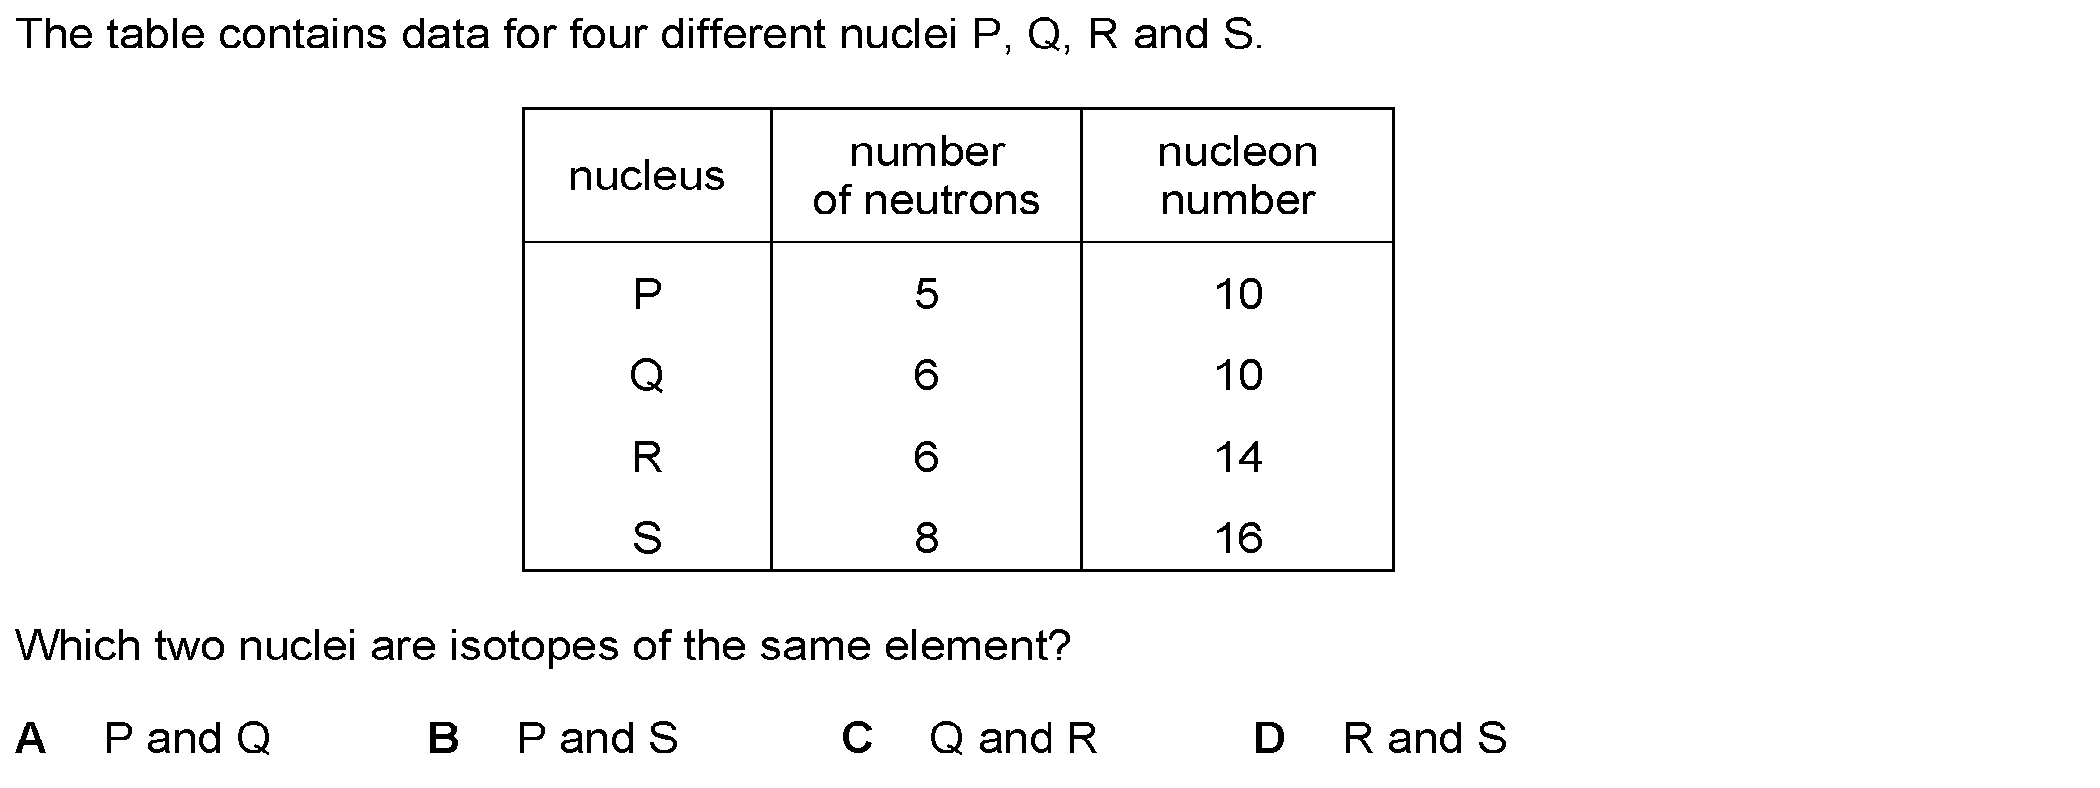 The table contains data for four different nuclei P, Q, R and S.
nucleus number of neutrons nucleon number
P 5 10
Q 6 10
R 6 14
S 8 16
Which two nuclei are isotopes of the same element?
A P and Q B P and S C Q and R D R and S